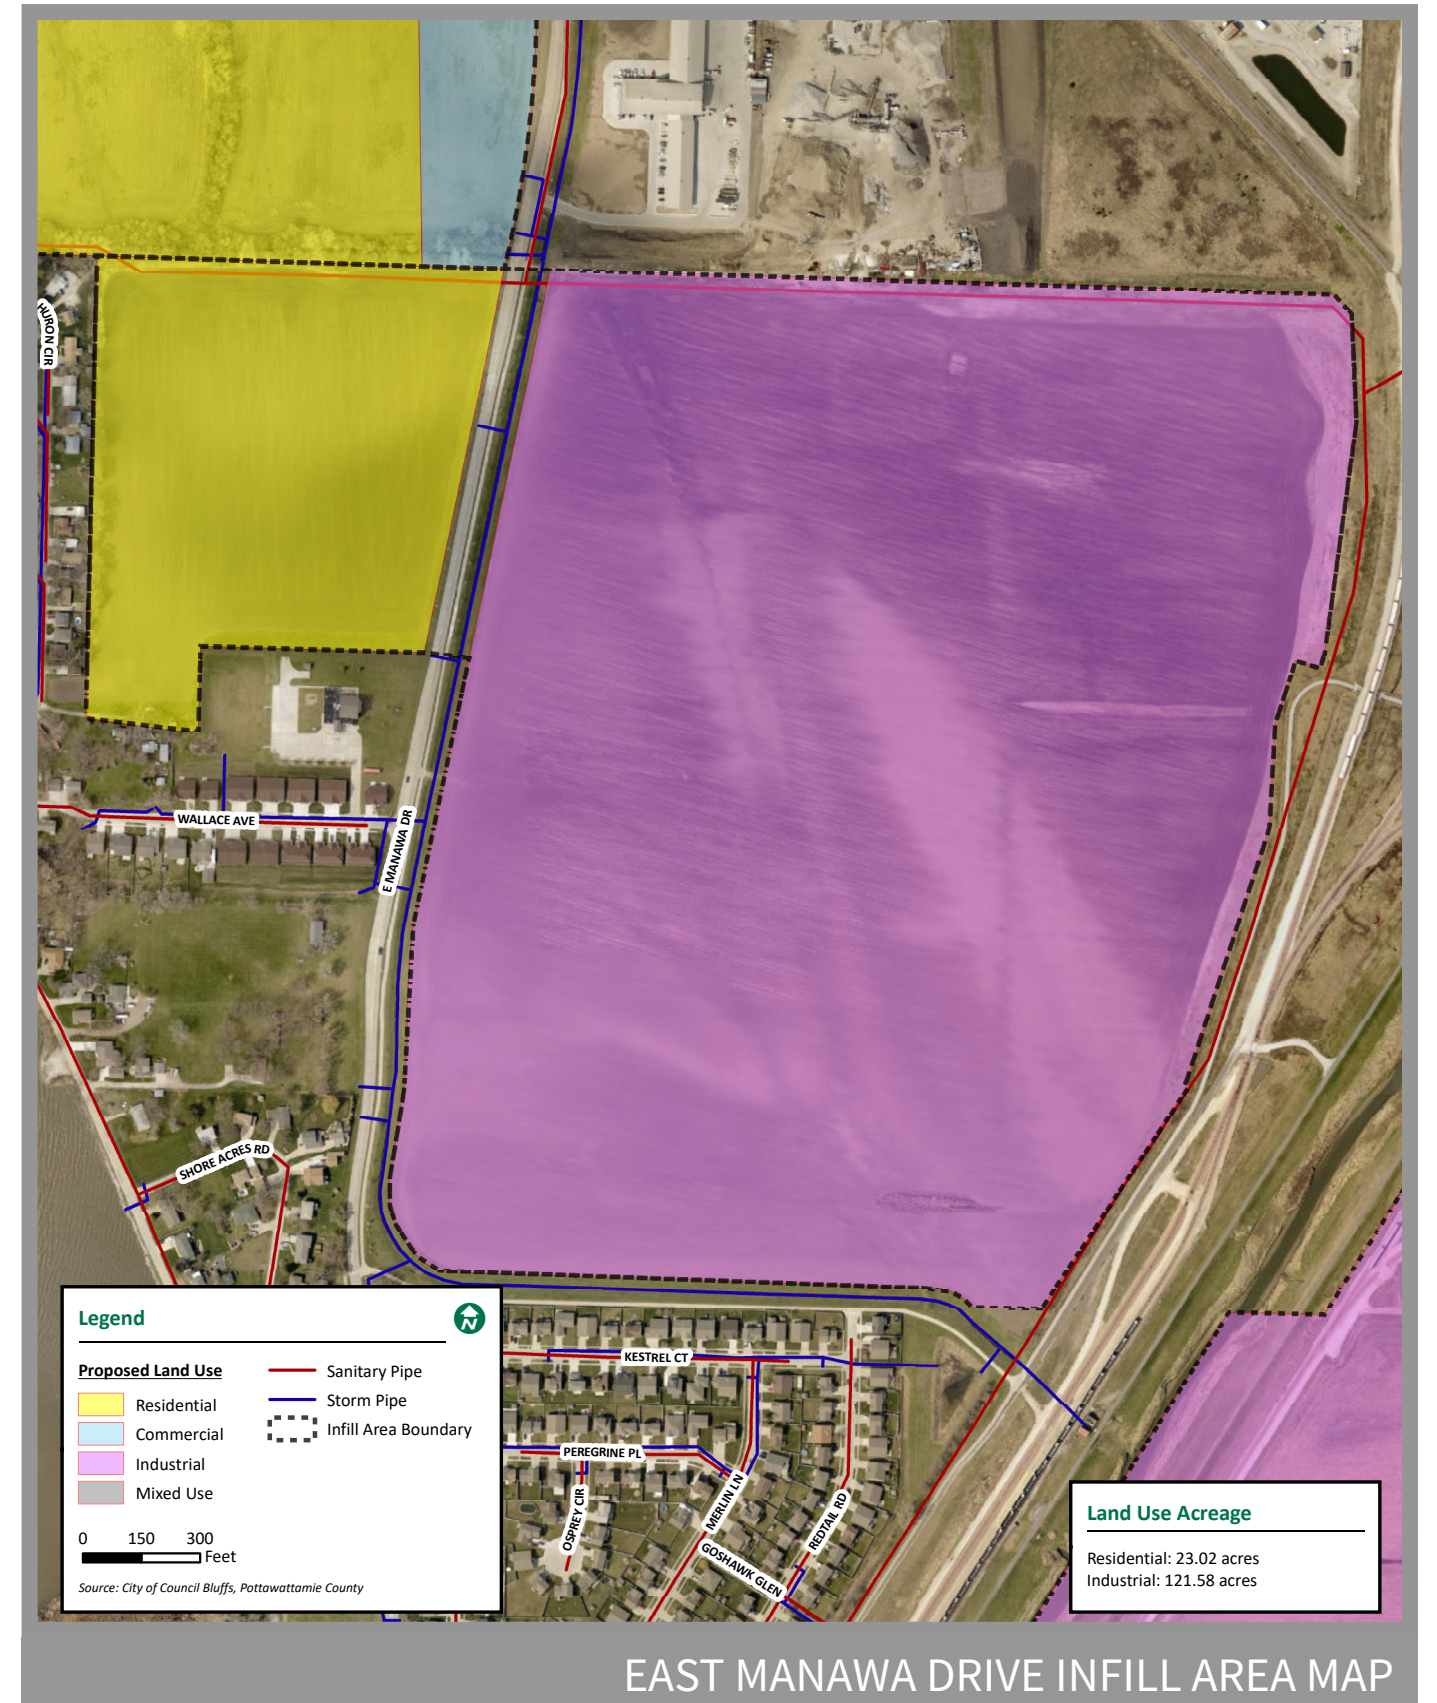 HURON CIR
WALLACE AVE
E MANAWA DR
SHORE ACRES RD
KESTREL CT
PEREGRINE PL
OSPREY CIR
MERLIN LN
REDTAIL RD
GOSHAWK GLEN
Legend
N
Proposed Land Use
Residential
Commercial
Industrial
Mixed Use
Sanitary Pipe
Storm Pipe
Infill Area Boundary
0 150 300
Feet
Source: City of Council Bluffs, Pottawattamie County
Land Use Acreage
Residential: 23.02 acres
Industrial: 121.58 acres
EAST MANAWA DRIVE INFILL AREA MAP